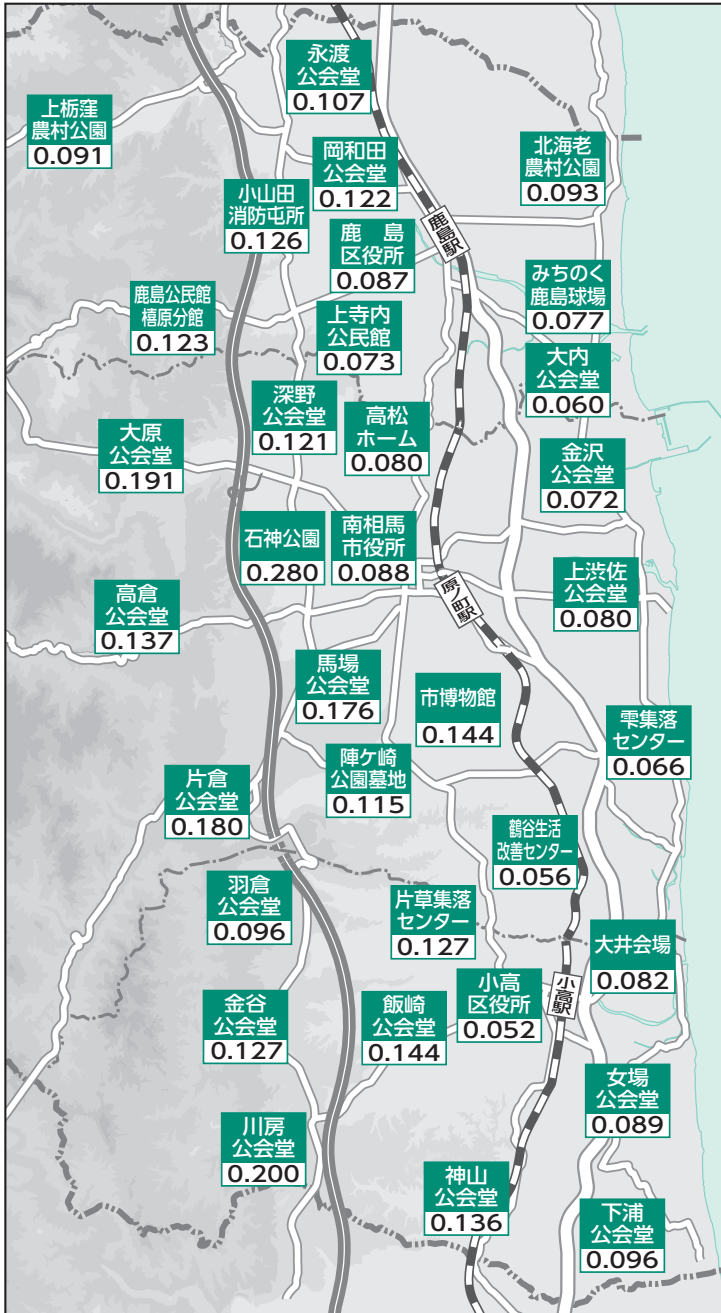 永渡
公会堂
0.107
上栃窪
農村公園
0.091
岡和田
公会堂
0.122
北海老
農村公園
0.093
小山田
消防屯所
0.126
鹿島
区役所
0.087
鹿島駅
みちのく
鹿島球場
0.077
鹿島公民館
橲原分館
0.123
上寺内
公民館
0.073
大内
公会堂
0.060
深野
公会堂
0.121
高松
ホーム
0.080
大原
公会堂
0.191
金沢
公会堂
0.072
石神公園
0.280
南相馬
市役所
0.088
原ノ町駅
上渋佐
公会堂
0.080
高倉
公会堂
0.137
馬場
公会堂
0.176
市博物館
0.144
雫集落
センター
0.066
陣ケ崎
公園墓地
0.115
片倉
公会堂
0.180
鶴谷生活
改善センター
0.056
羽倉
公会堂
0.096
片草集落
センター
0.127
大井会場
0.082
小高
区役所
0.052
小高駅
金谷
公会堂
0.127
飯崎
公会堂
0.144
女場
公会堂
0.089
川房
公会堂
0.200
神山
公会堂
0.136
下浦
公会堂
0.096